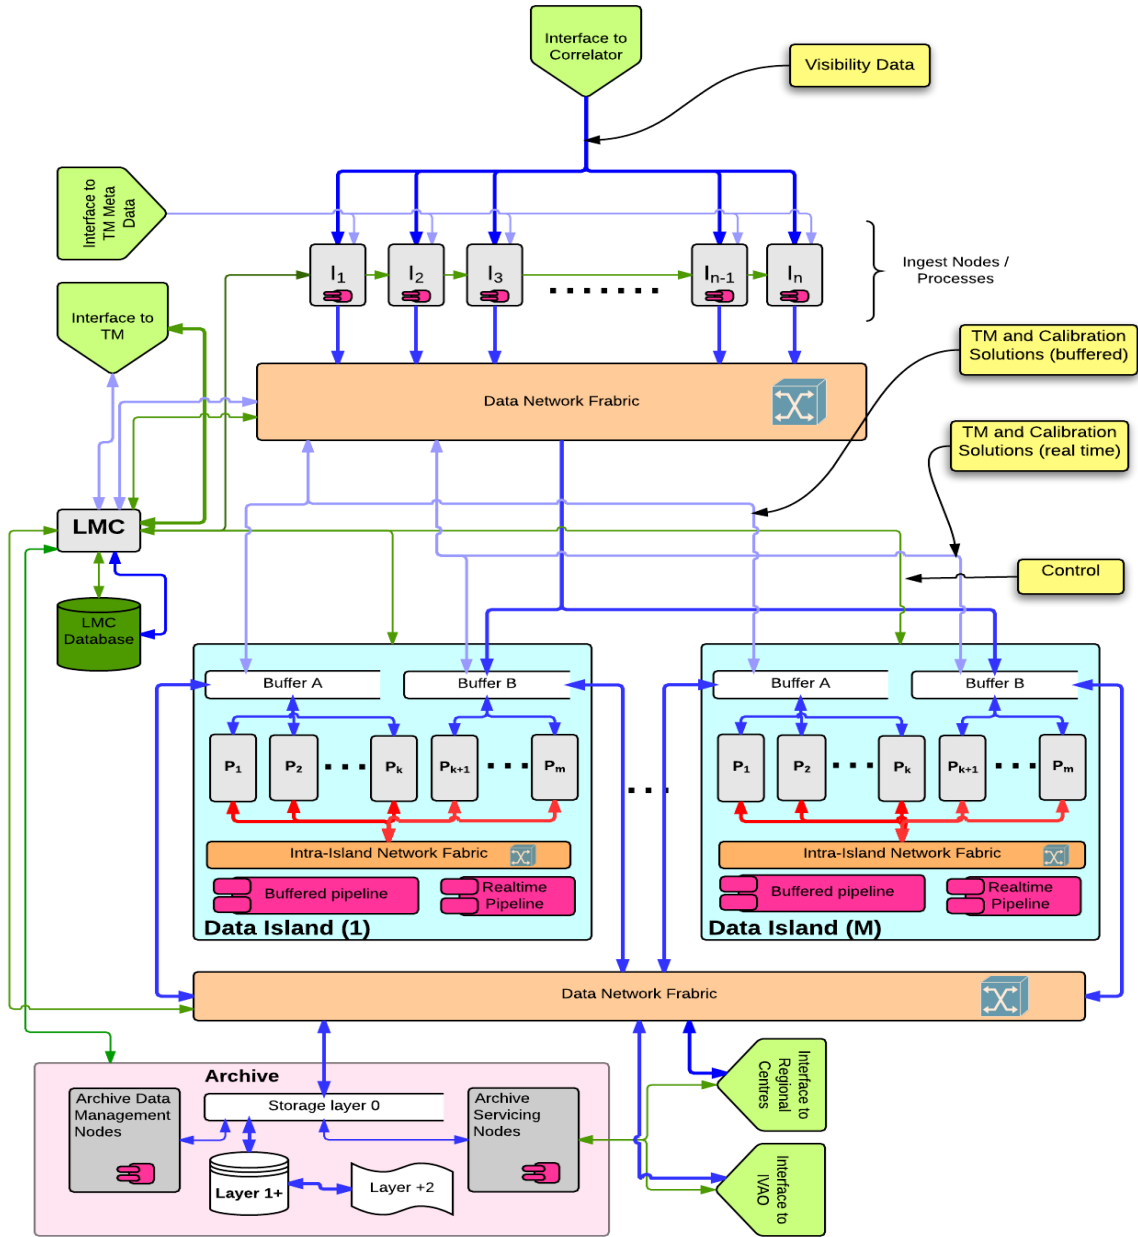 Interface to
Correlator
Visibility Data
Interface to
TM Meta
Data
I1
I2
I3
.......
In-1
In
Ingest Nodes /
Processes
Interface to
TM
TM and Calibration
Solutions (buffered)
Data Network Frabric
TM and Calibration
Solutions (real time)
LMC
Control
LMC
Database
Buffer A
Buffer B
Buffer A
Buffer B
P1
P2
....
Pk
Pk+1
....
Pm
...
P1
P2
....
Pk
Pk+1
....
Pm
Intra-Island Network Fabric
Intra-Island Network Fabric
Buffered pipeline
Realtime
Pipeline
Buffered pipeline
Realtime
Pipeline
Data Island (1)
Data Island (M)
Data Network Frabric
Archive
Archive Data
Management
Nodes
Storage layer 0
Archive
Servicing
Nodes
Layer 1+
Layer +2
Interface to
Regional
Centres
Interface to
IVAO